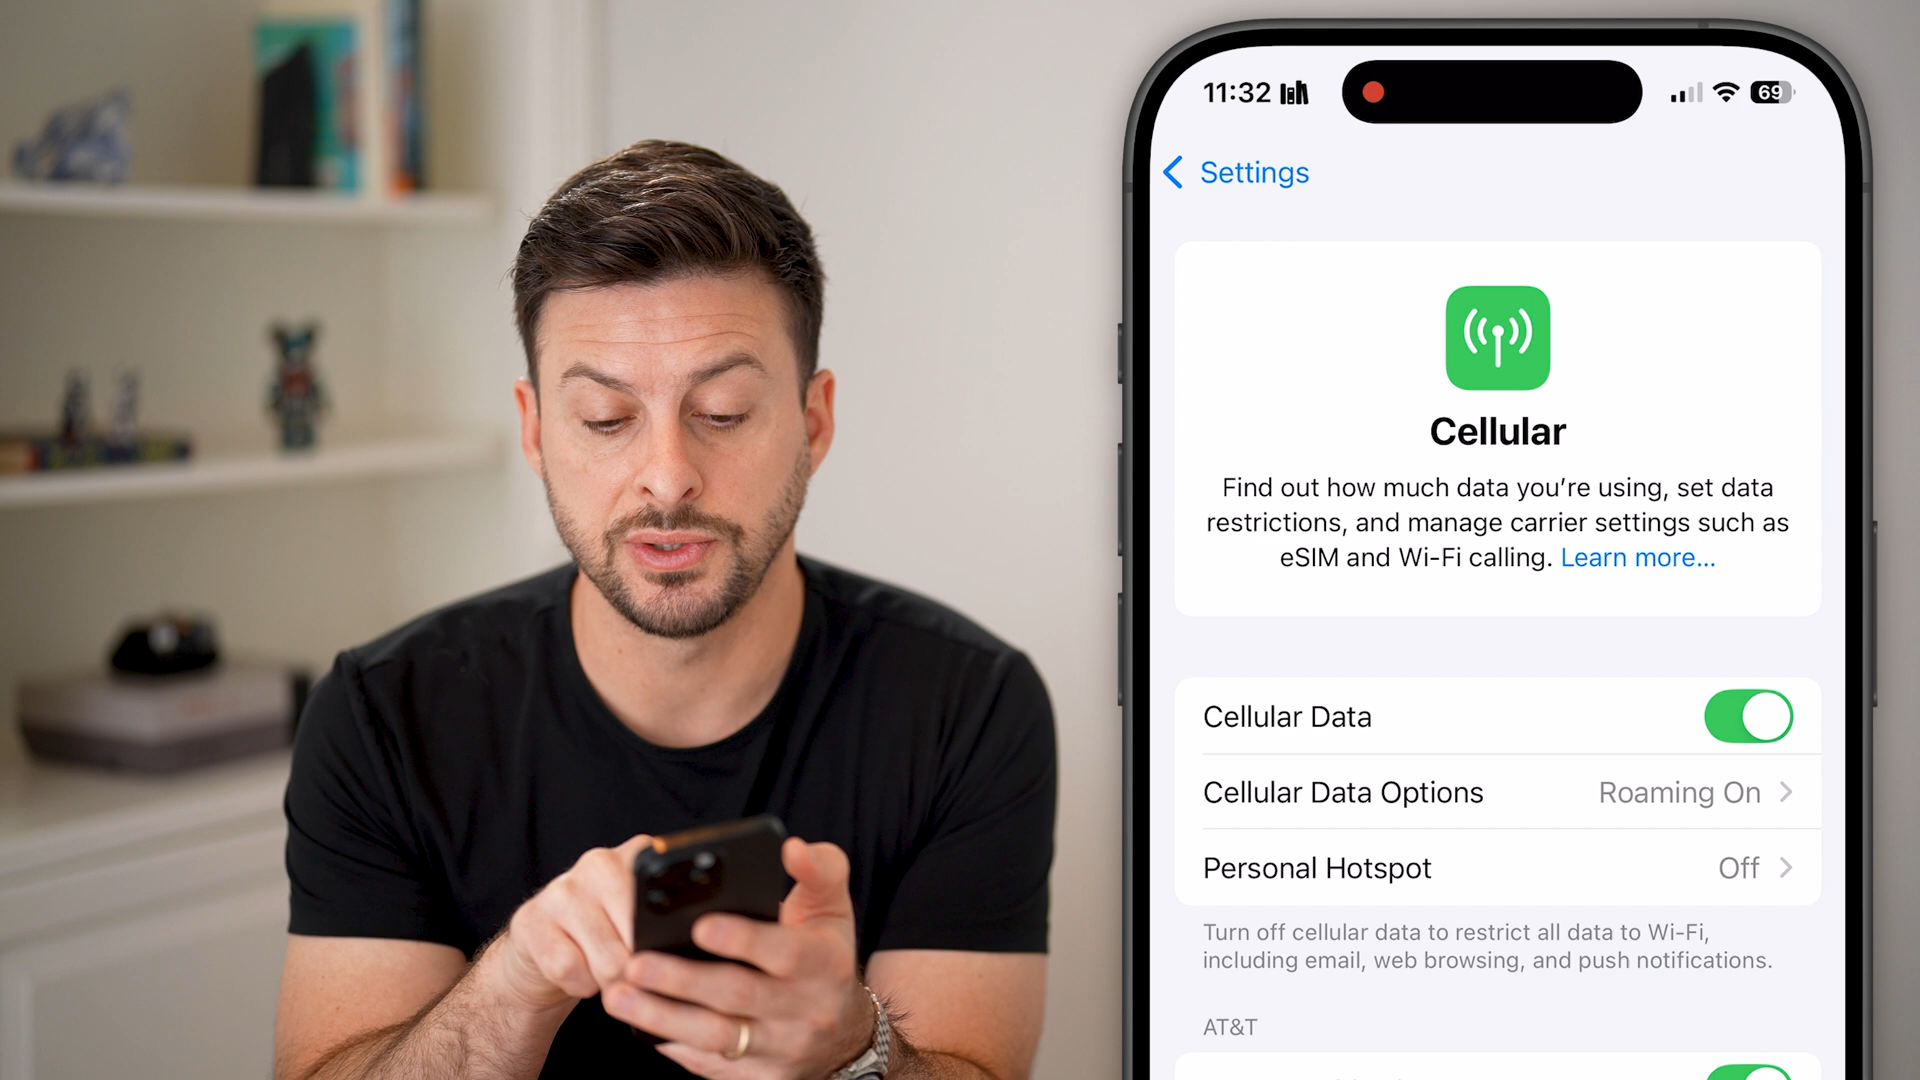 11:32
69
Settings
Cellular
Find out how much data you’re using, set data
restrictions, and manage carrier settings such as
eSIM and Wi-Fi calling. Learn more...
Cellular Data
Cellular Data Options Roaming On
Personal Hotspot Off
Turn off cellular data to restrict all data to Wi-Fi,
including email, web browsing, and push notifications.
AT&T